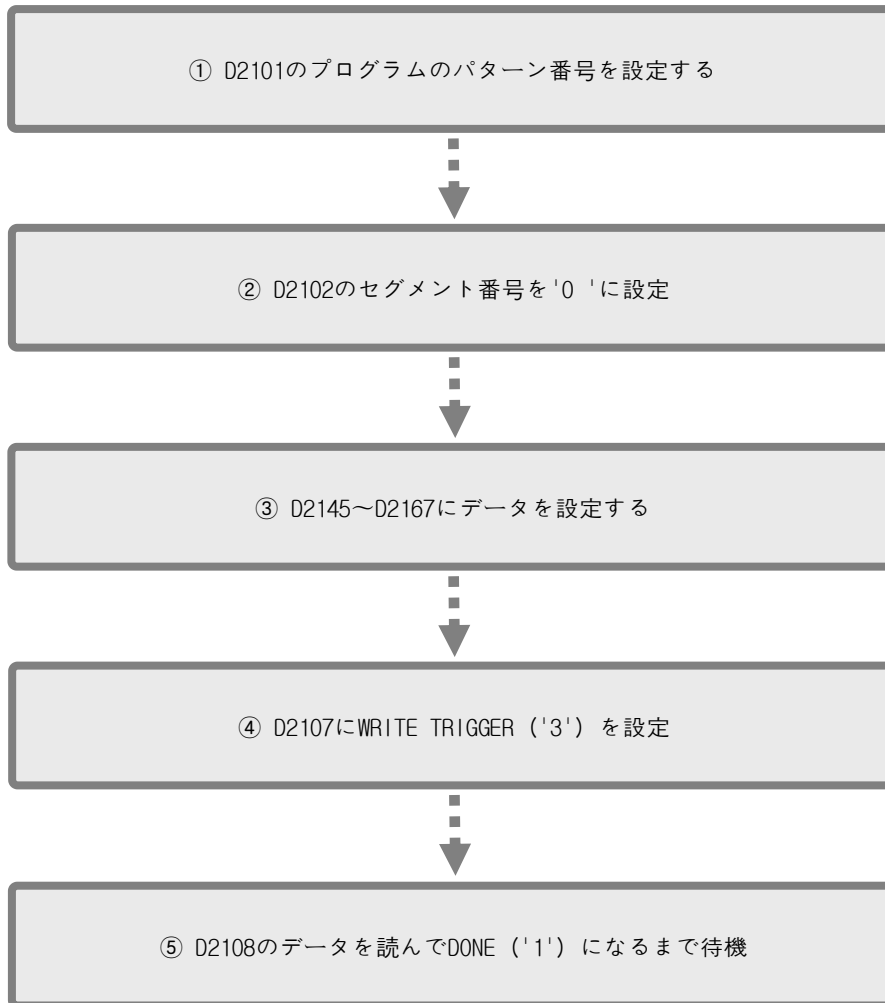 ① D2101のプログラムのパターン番号を設定する
② D2102のセグメント番号を'0 'に設定
③ D2145～D2167にデータを設定する
④ D2107にWRITE TRIGGER ('3') を設定
⑤ D2108のデータを読んでDONE ('1') になるまで待機